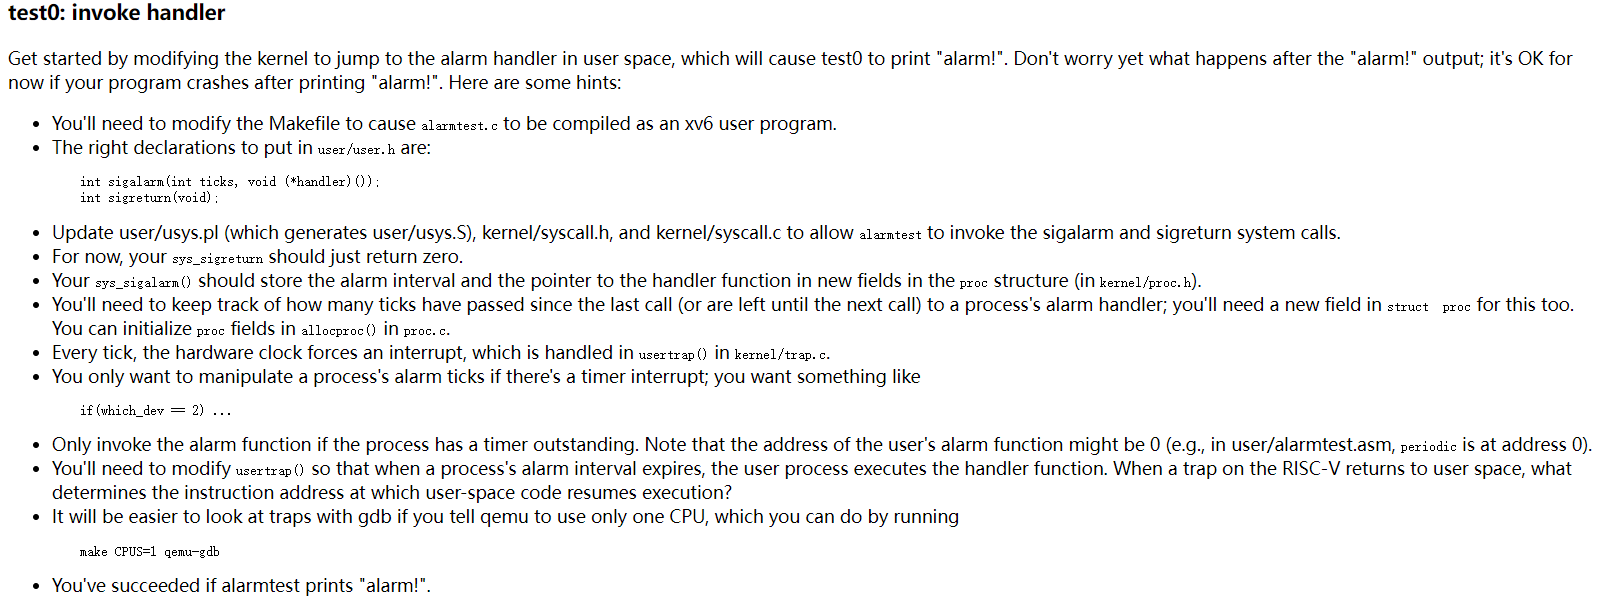 test0: invoke handler
Get started by modifying the kernel to jump to the alarm handler in user space, which will cause test0 to print "alarm!". Don't worry yet what happens after the "alarm!" output; it's OK for
now if your program crashes after printing "alarm!". Here are some hints:
• You'll need to modify the Makefile to cause alarmtest.c to be compiled as an xv6 user program.
• The right declarations to put in user/user.h are:
int sigalarm(int ticks, void (*handler)());
int sigreturn(void);
• Update user/usys.pl (which generates user/usys.S), kernel/syscall.h, and kernel/syscall.c to allow alarmtest to invoke the sigalarm and sigreturn system calls.
• For now, your sys_sigreturn should just return zero.
• Your sys_sigalarm() should store the alarm interval and the pointer to the handler function in new fields in the proc structure (in kernel/proc.h).
• You'll need to keep track of how many ticks have passed since the last call (or are left until the next call) to a process's alarm handler; you'll need a new field in struct proc for this too.
You can initialize proc fields in allocproc() in proc.c.
• Every tick, the hardware clock forces an interrupt, which is handled in usertrap() in kernel/trap.c.
• You only want to manipulate a process's alarm ticks if there's a timer interrupt; you want something like
if(which_dev == 2) ...
• Only invoke the alarm function if the process has a timer outstanding. Note that the address of the user's alarm function might be 0 (e.g., in user/alarmtest.asm, periodic is at address 0).
• You'll need to modify usertrap() so that when a process's alarm interval expires, the user process executes the handler function. When a trap on the RISC-V returns to user space, what
determines the instruction address at which user-space code resumes execution?
• It will be easier to look at traps with gdb if you tell qemu to use only one CPU, which you can do by running
make CPUS=1 qemu-gdb
• You've succeeded if alarmtest prints "alarm!".